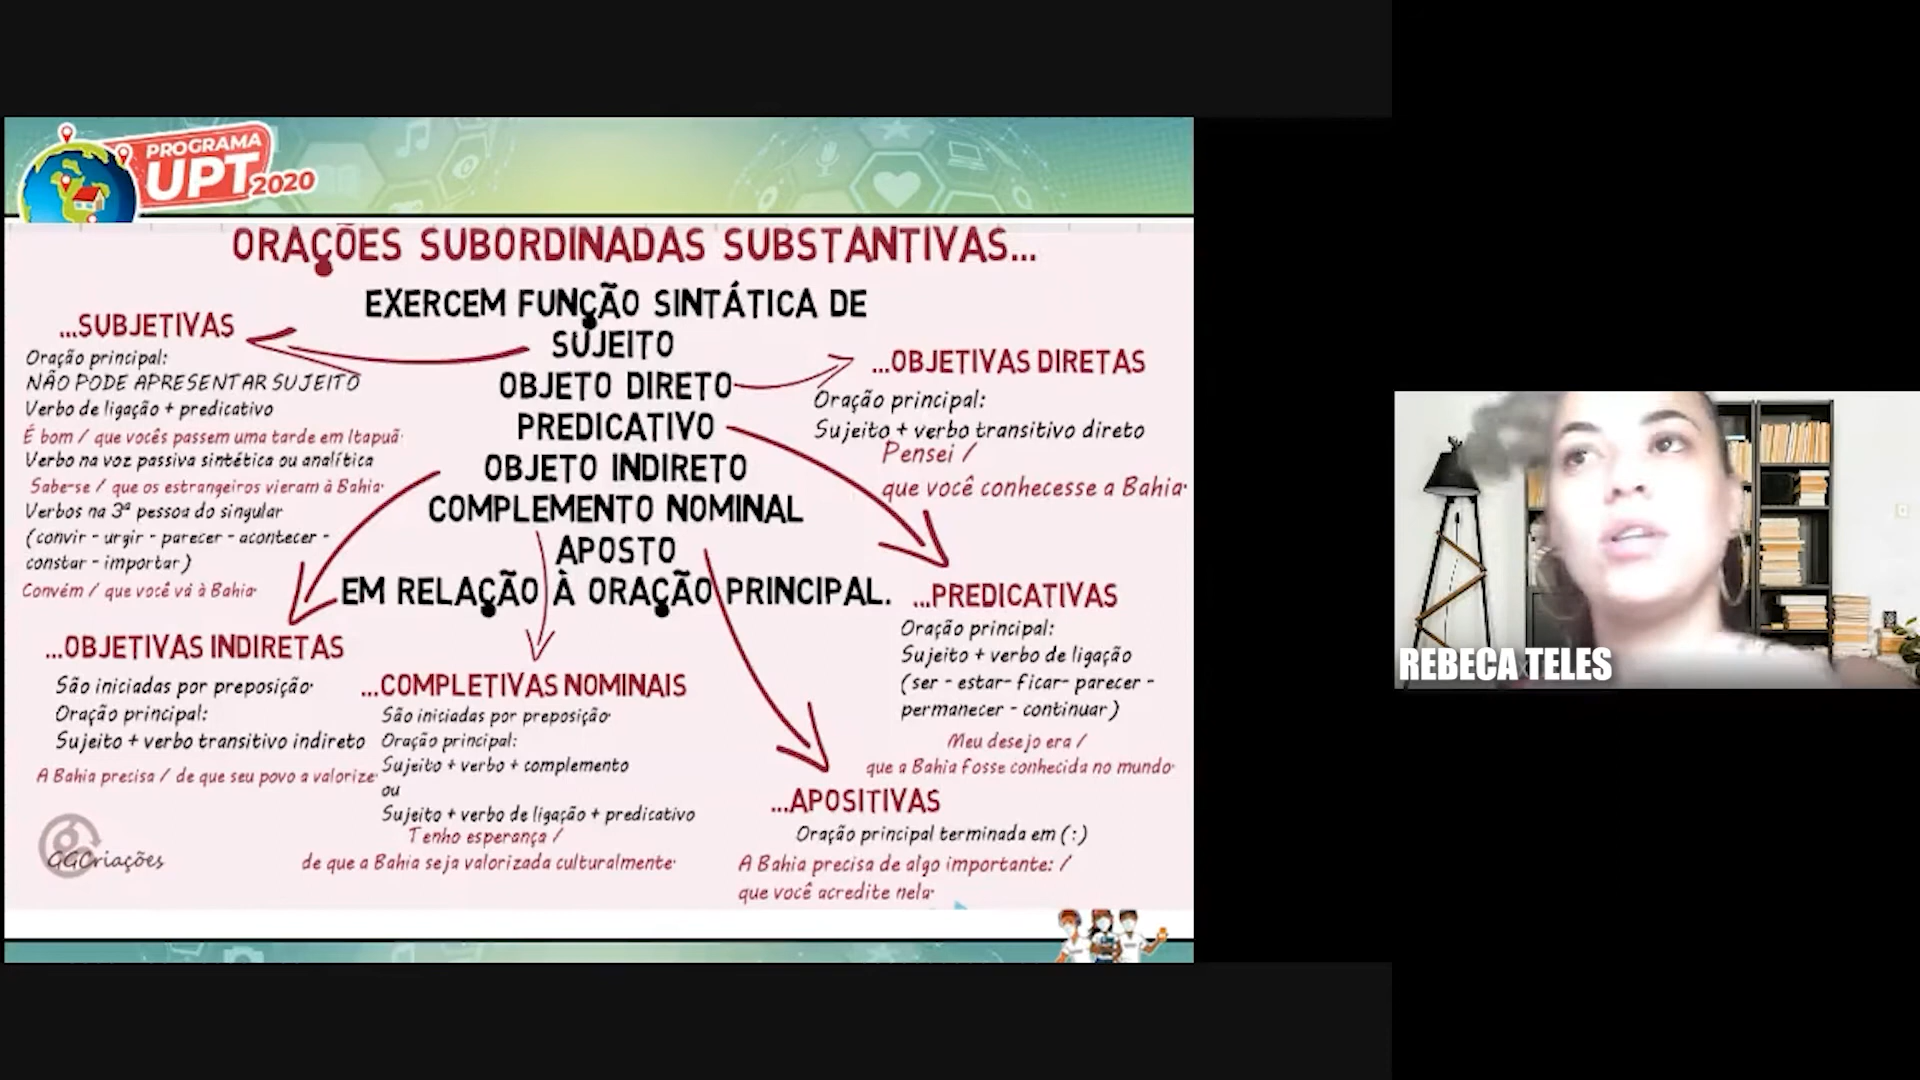 PROGRAMA
UPT 2020
ORAÇÕES SUBORDINADAS SUBSTANTIVAS...
EXERCEM FUNÇÃO SINTÁTICA DE
SUJEITO
OBJETO DIRETO
PREDICATIVO
OBJETO INDIRETO
COMPLEMENTO NOMINAL
APOSTO
EM RELAÇÃO À ORAÇÃO PRINCIPAL.
...SUBJETIVAS
Oração principal:
NÃO PODE APRESENTAR SUJEITO
Verbo de ligação + predicativo
É bom / que vocês passem uma tarde em Itapuã.
Verbo na voz passiva sintética ou analítica
Sabe-se / que os estrangeiros vieram à Bahia.
Verbos na 3ª pessoa do singular
(convir - urgir - parecer - acontecer -
constar - importar)
Convém / que você vá à Bahia.
...OBJETIVAS DIRETAS
Oração principal:
Sujeito + verbo transitivo direto
Pensei /
que você conhecesse a Bahia.
...OBJETIVAS INDIRETAS
São iniciadas por preposição.
Oração principal:
Sujeito + verbo transitivo indireto
A Bahia precisa / de que seu povo a valorize.
...COMPLETIVAS NOMINAIS
São iniciadas por preposição.
Oração principal:
Sujeito + verbo + complemento
ou
Sujeito + verbo de ligação + predicativo
Tenho esperança /
de que a Bahia seja valorizada culturalmente.
...PREDICATIVAS
Oração principal:
Sujeito + verbo de ligação
(ser - estar- ficar- parecer -
permanecer - continuar)
Meu desejo era /
que a Bahia fosse conhecida no mundo.
...APOSITIVAS
Oração principal terminada em (:)
A Bahia precisa de algo importante: /
que você acredite nela.
GGCriações
REBECA TELES